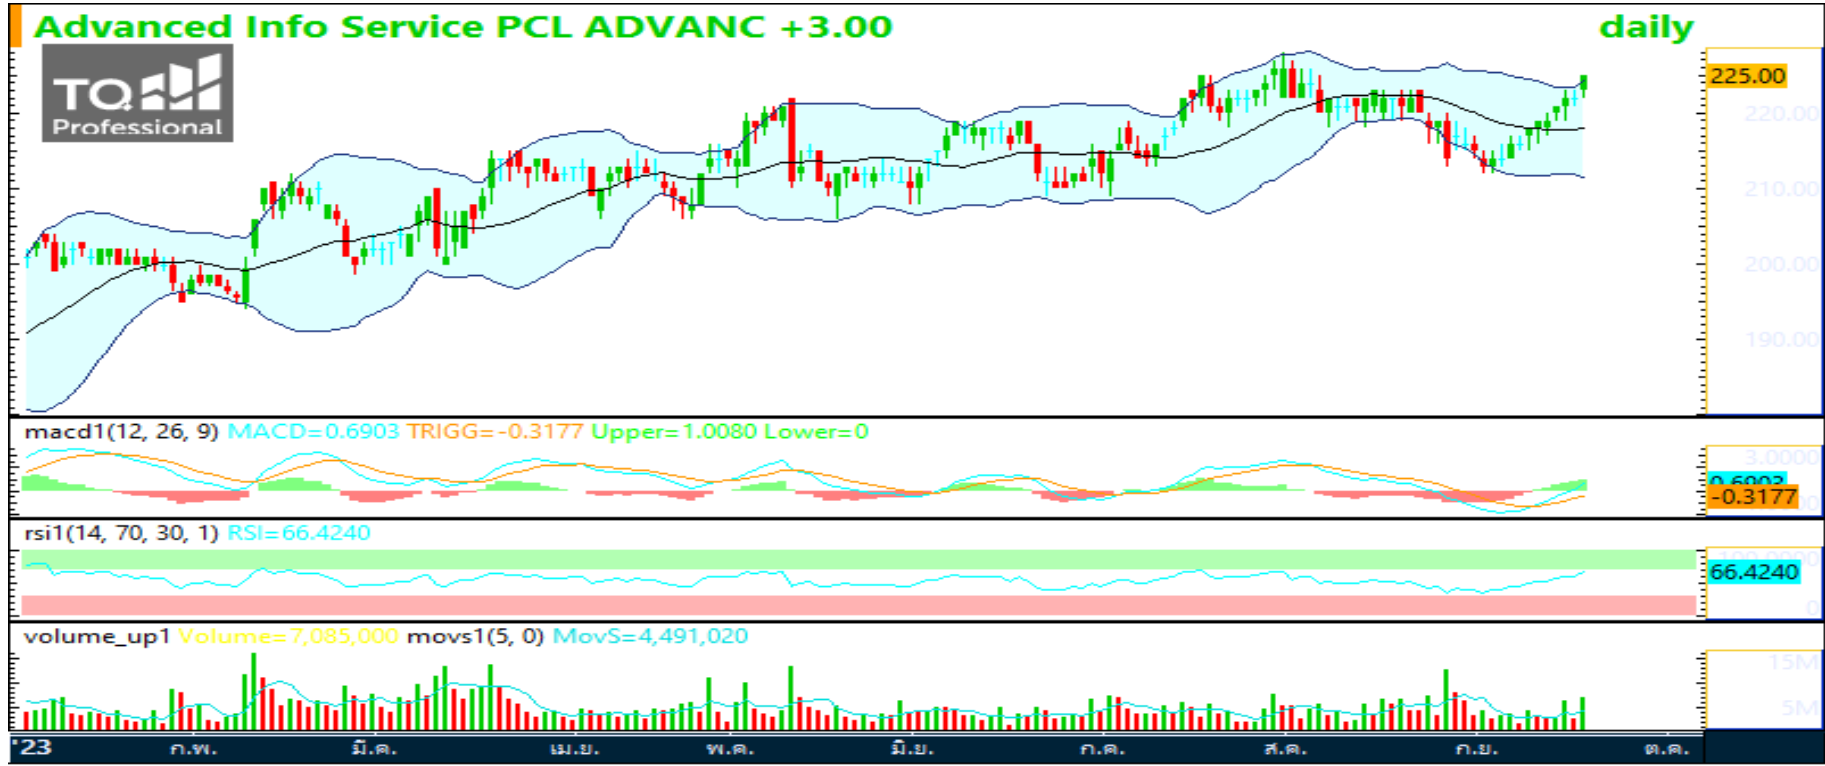 Advanced Info Service PCL ADVANC +3.00 daily
TQ
Professional
225.00
220.00
210.00
200.00
190.00
macd1(12, 26, 9) MACD=0.6903 TRIGG=-0.3177 Upper=1.0080 Lower=0
3.0000
0.6903
-0.3177
rsi1(14, 70, 30, 1) RSI=66.4240
100.0000
66.4240
0
volume_up1 Volume=7,085,000 movs1(5, 0) MovS=4,491,020
15M
5M
'23 ก.พ. มี.ค. เม.ย. พ.ค. มิ.ย. ก.ค. ส.ค. ก.ย. ต.ค.